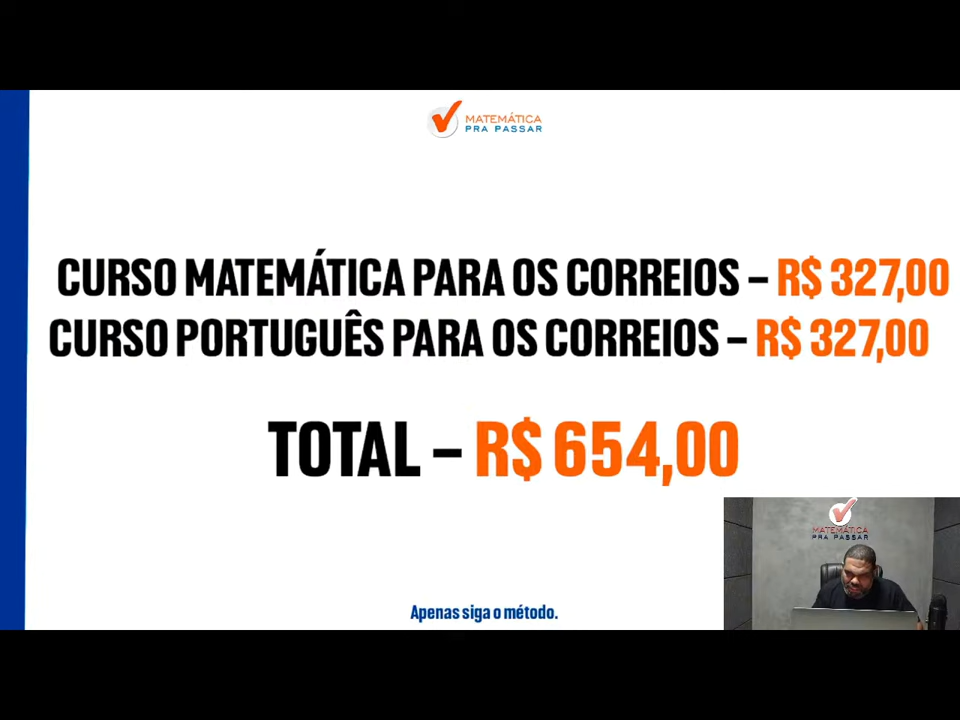 MATEMÁTICA
PRA PASSAR
CURSO MATEMÁTICA PARA OS CORREIOS – R$ 327,00
CURSO PORTUGUÊS PARA OS CORREIOS – R$ 327,00
TOTAL – R$ 654,00
MATEMÁTICA
PRA PASSAR
Apenas siga o método.